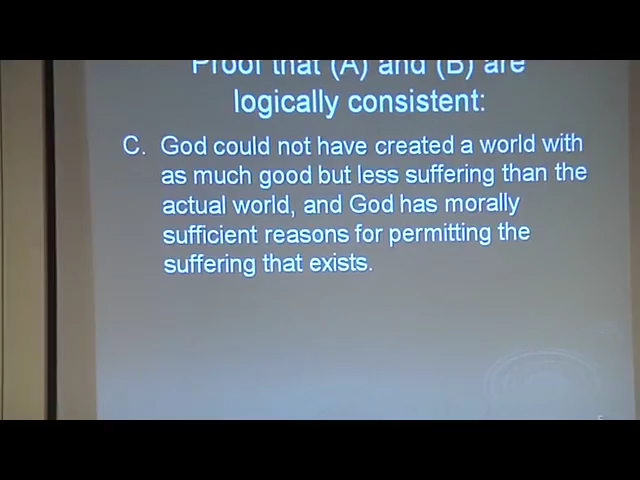 Proof that (A) and (B) are
logically consistent:
C. God could not have created a world with
as much good but less suffering than the
actual world, and God has morally
sufficient reasons for permitting the
suffering that exists.